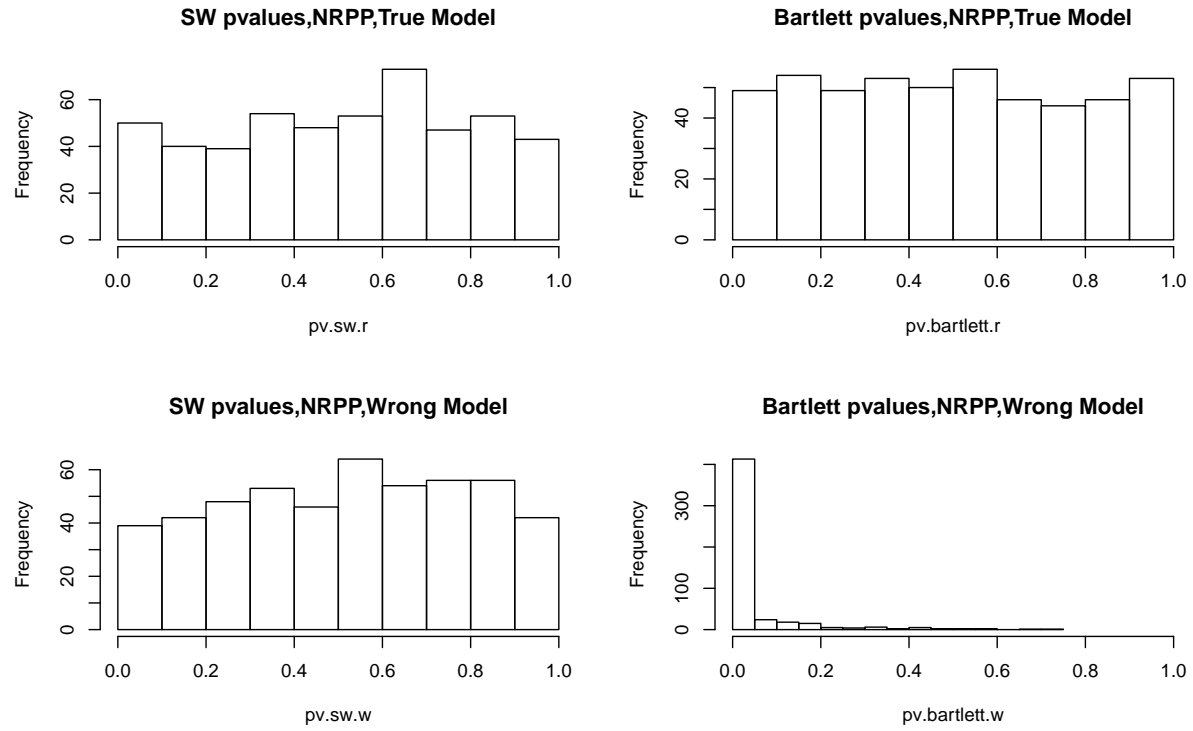 SW pvalues,NRPP,True Model
Frequency
0 20 40 60
0.0 0.2 0.4 0.6 0.8 1.0
pv.sw.r
Bartlett pvalues,NRPP,True Model
Frequency
0 20 40
0.0 0.2 0.4 0.6 0.8 1.0
pv.bartlett.r
SW pvalues,NRPP,Wrong Model
Frequency
0 20 40 60
0.0 0.2 0.4 0.6 0.8 1.0
pv.sw.w
Bartlett pvalues,NRPP,Wrong Model
Frequency
0 100 300
0.0 0.2 0.4 0.6 0.8 1.0
pv.bartlett.w